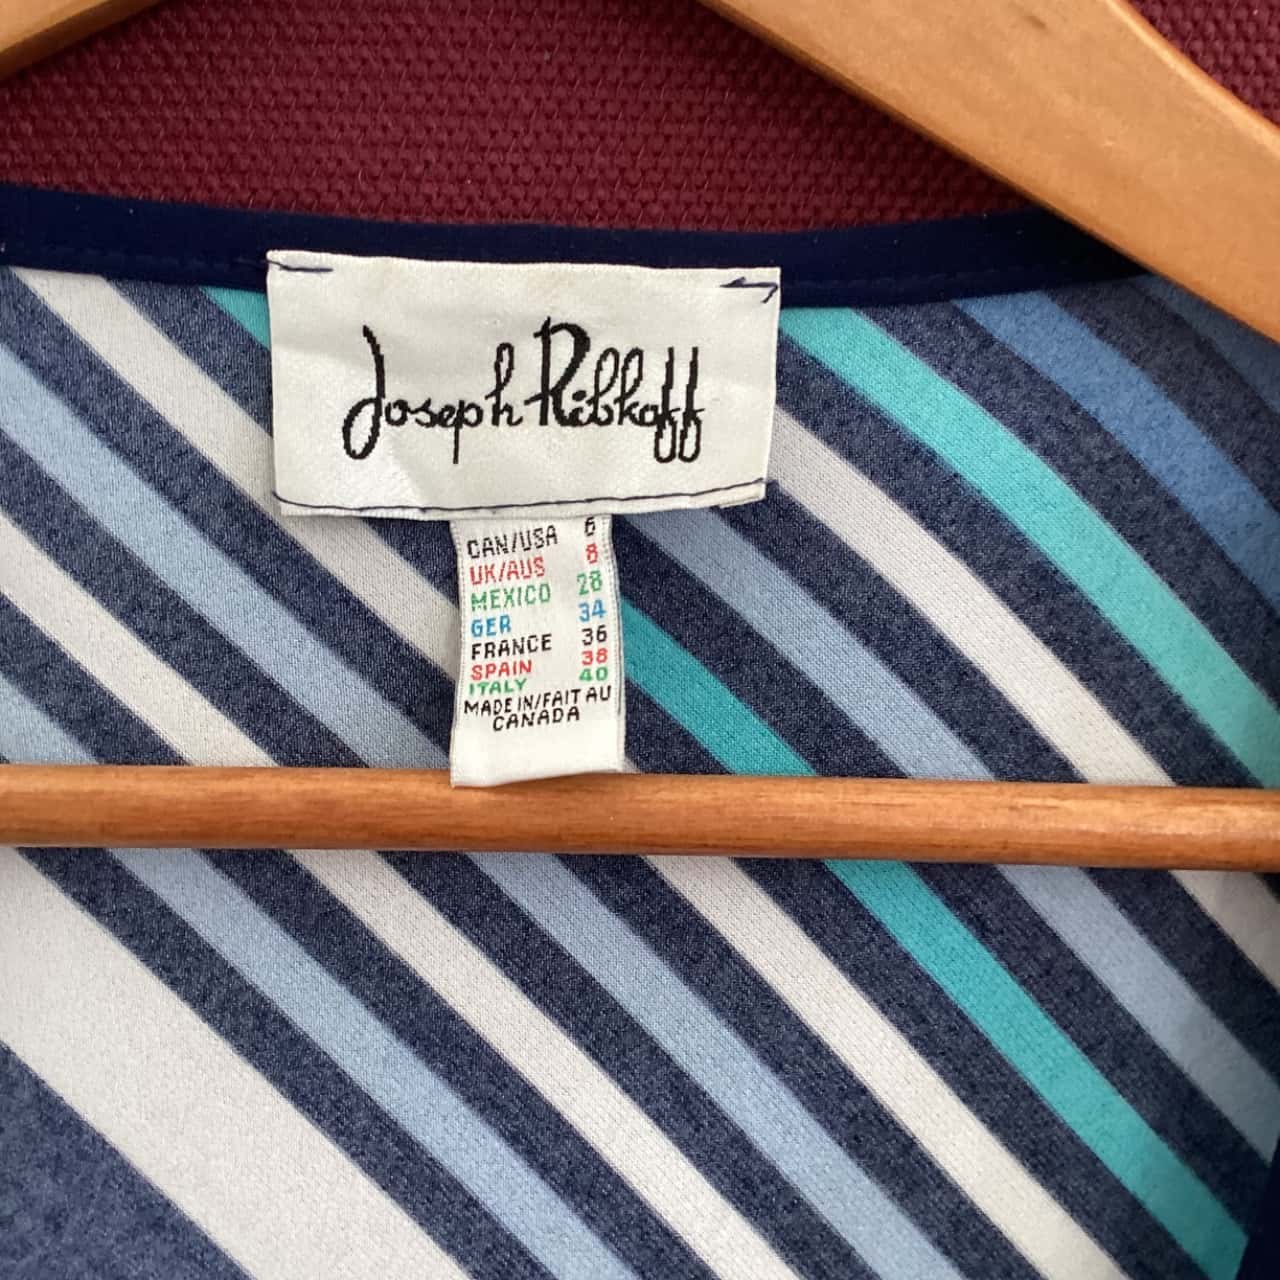 Joseph Ribkoff
CAN/USA 6
UK/AUS 8
MEXICO 28
GER 34
FRANCE 36
SPAIN 38
ITALY 40
MADE IN/FAIT AU
CANADA